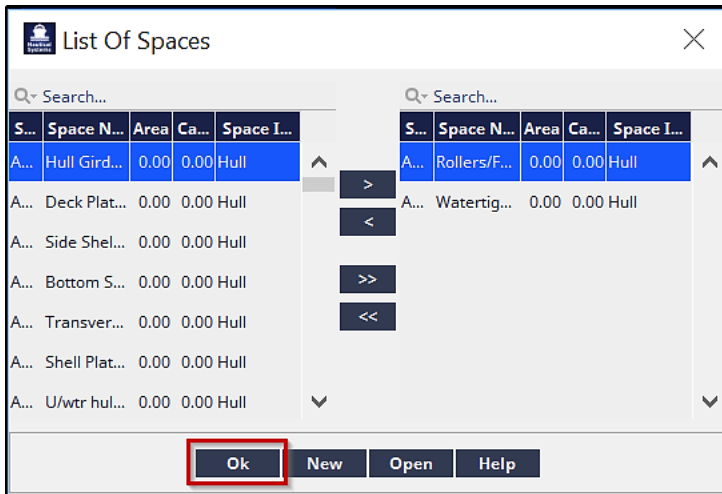 Nautical Systems
List Of Spaces
Search...
Search...
S... Space N... Area Ca... Space I...
S... Space N... Area Ca... Space I...
A... Hull Gird... 0.00 0.00 Hull
A... Rollers/F... 0.00 0.00 Hull
>
A... Deck Plat... 0.00 0.00 Hull
A... Watertig... 0.00 0.00 Hull
<
A... Side Shel... 0.00 0.00 Hull
A... Bottom S... 0.00 0.00 Hull
>>
A... Transver... 0.00 0.00 Hull
<<
A... Shell Plat... 0.00 0.00 Hull
A... U/wtr hul... 0.00 0.00 Hull
Ok New Open Help